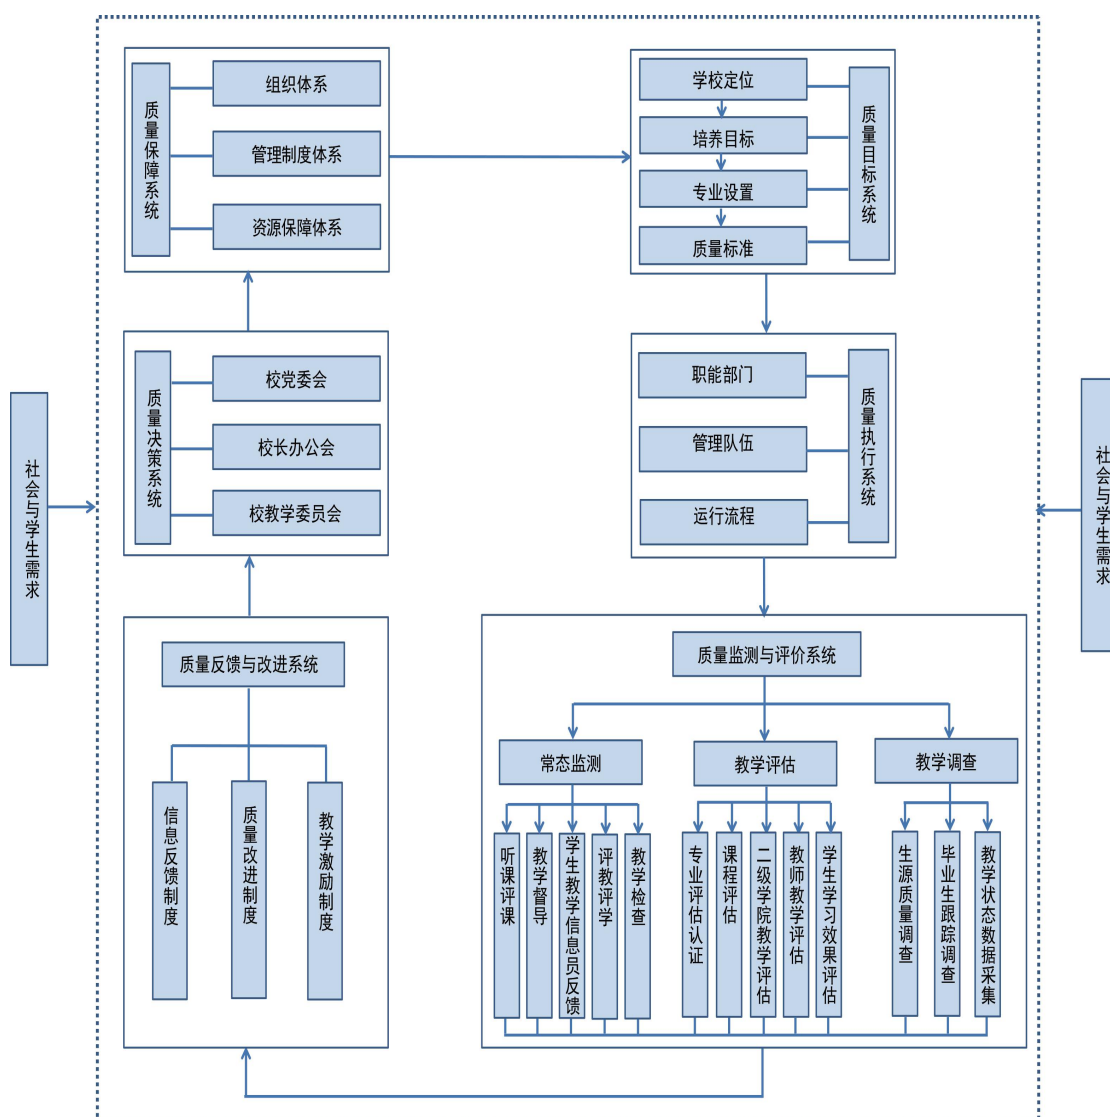 质量保障系统
组织体系
管理制度体系
资源保障体系
学校定位
培养目标
专业设置
质量标准
质量目标系统
质量决策系统
校党委会
校长办公会
校教学委员会
职能部门
管理队伍
运行流程
质量执行系统
社会与学生需求
社会与学生需求
质量反馈与改进系统
信息反馈制度
质量改进制度
教学激励制度
质量监测与评价系统
常态监测
教学评估
教学调查
听课评课
教学督导
学生教学信息员反馈
评教评学
教学检查
专业评估认证
课程评估
二级学院教学评估
教师教学评估
学生学习效果评估
生源质量调查
毕业生跟踪调查
教学状态数据采集